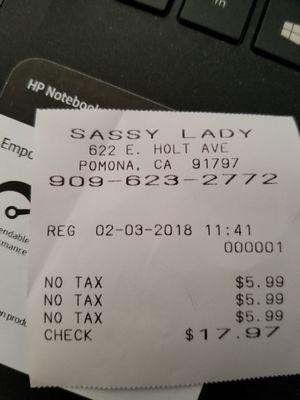 HP Notebook
SASSY LADY
622 E. HOLT AVE
POMONA, CA 91797
909-623-2772
REG 02-03-2018 11:41
000001
NO TAX $5.99
NO TAX $5.99
NO TAX $5.99
CHECK $17.97